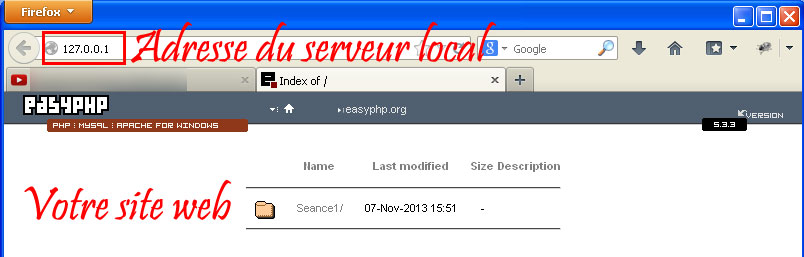 Firefox
127.0.0.1
Adresse du serveur local
Google
Index of /
easyphp
PHP : MYSQL : APACHE FOR WINDOWS
easyphp.org
VERSION
5.3.3
Name Last modified Size Description
Votre site web
Seance1/ 07-Nov-2013 15:51 -